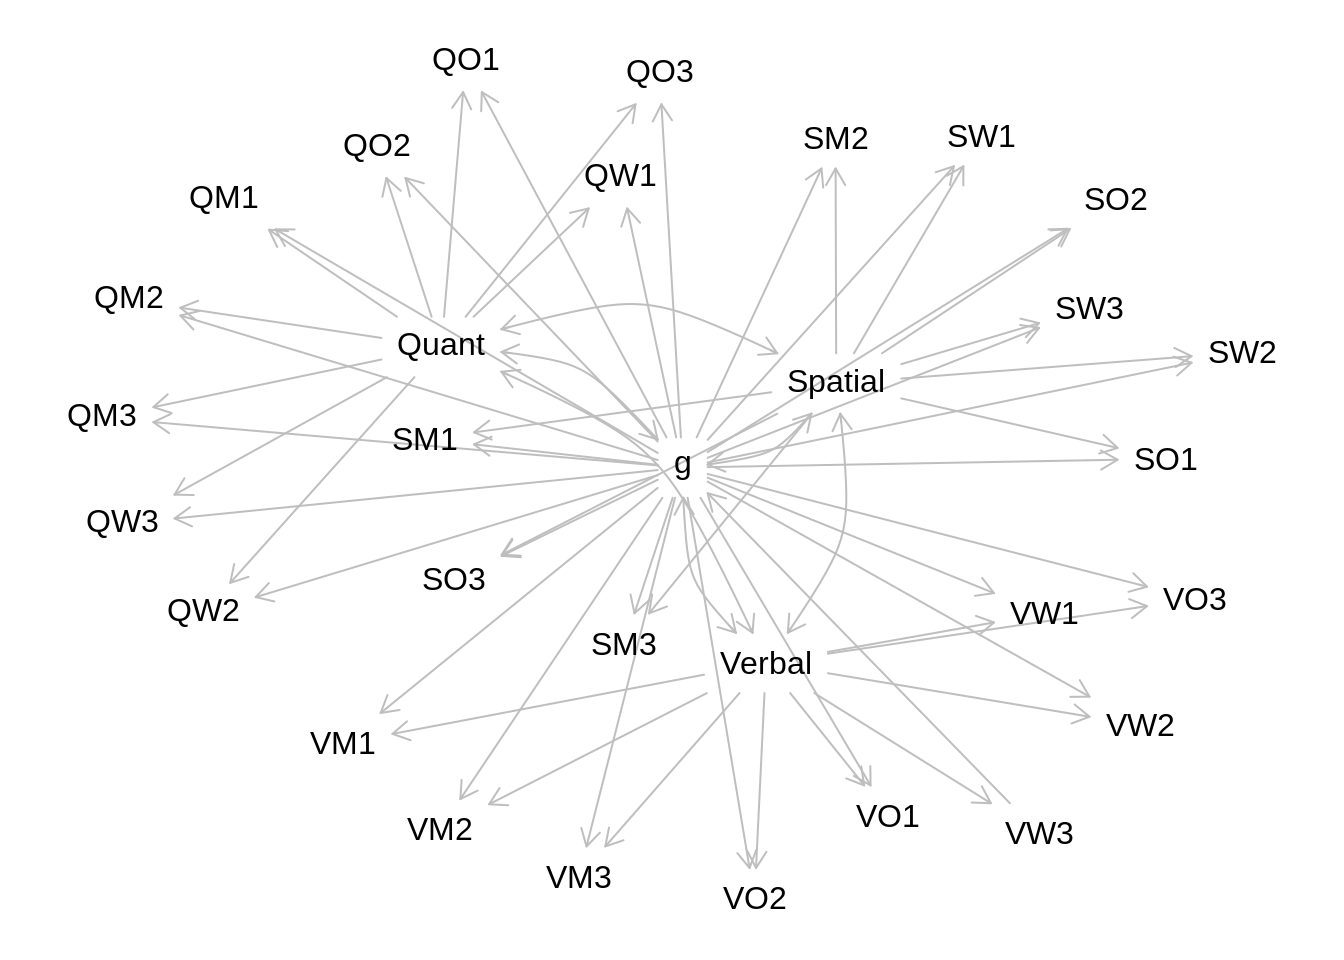 QO1
QO3
SM2
SW1
QO2
QW1
QM1
SO2
QM2
SW3
Quant
SW2
Spatial
QM3
SM1
g
SO1
QW3
SO3
VO3
QW2
VW1
SM3
Verbal
VW2
VM1
VO1
VM2
VW3
VM3
VO2